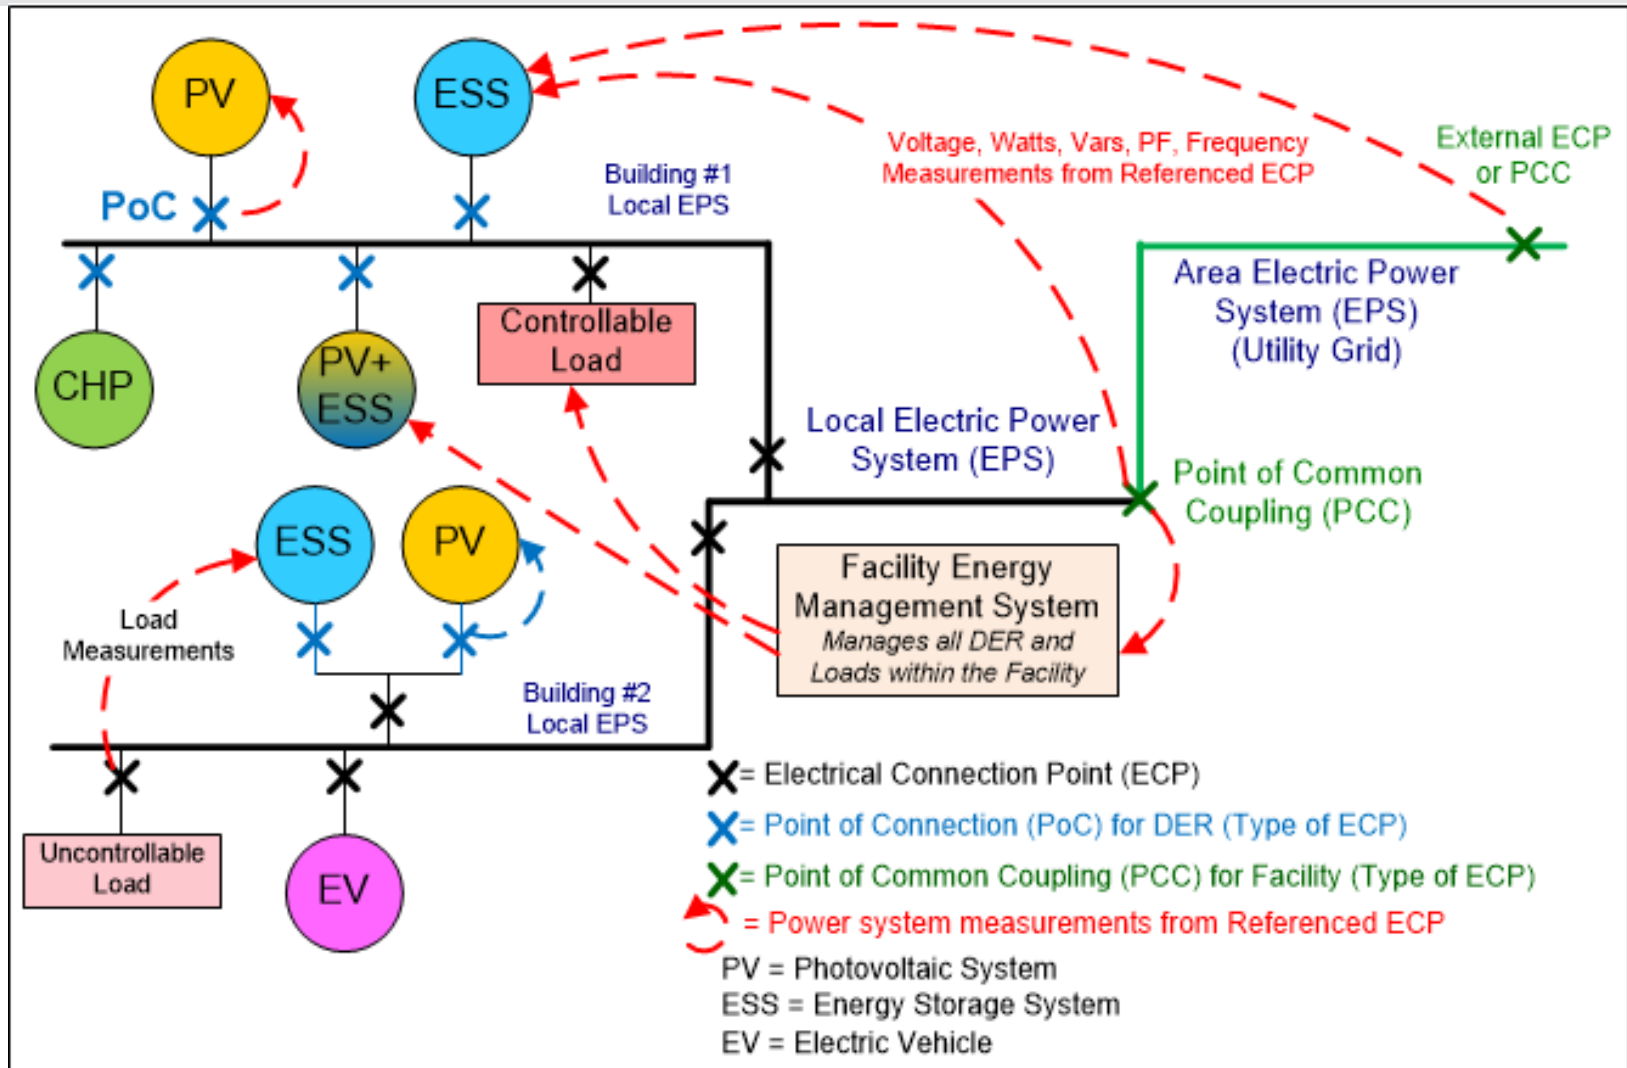 PV
ESS
Voltage, Watts, Vars, PF, Frequency
Measurements from Referenced ECP
External ECP
or PCC
Building #1
Local EPS
PoC
Area Electric Power
System (EPS)
(Utility Grid)
Controllable
Load
CHP
PV+
ESS
Local Electric Power
System (EPS)
Point of Common
Coupling (PCC)
ESS
PV
Facility Energy
Management System
Manages all DER and
Loads within the Facility
Load
Measurements
Building #2
Local EPS
Uncontrollable
Load
EV
= Electrical Connection Point (ECP)
= Point of Connection (PoC) for DER (Type of ECP)
= Point of Common Coupling (PCC) for Facility (Type of ECP)
= Power system measurements from Referenced ECP
PV = Photovoltaic System
ESS = Energy Storage System
EV = Electric Vehicle